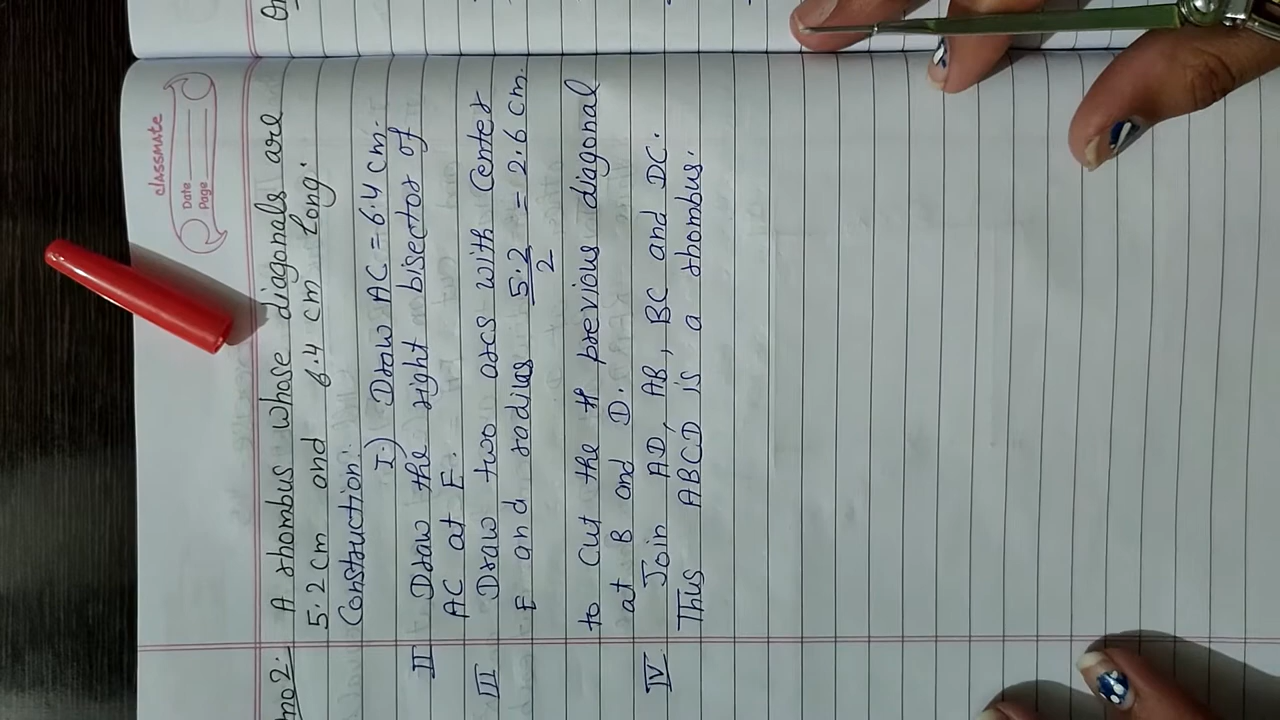 classmate
Date
Page
no2. A rhombus whose diagonals are
5.2 cm and 6.4 cm long.
Construction:
I.) Draw AC = 6.4 cm.
II Draw the right bisector of
AC at E.
III Draw two arcs with Center
E and radius 5.2/2 = 2.6 cm.
to cut the previous diagonal
at B and D.
IV Join AD, AB, BC and DC.
Thus ABCD is a rhombus.